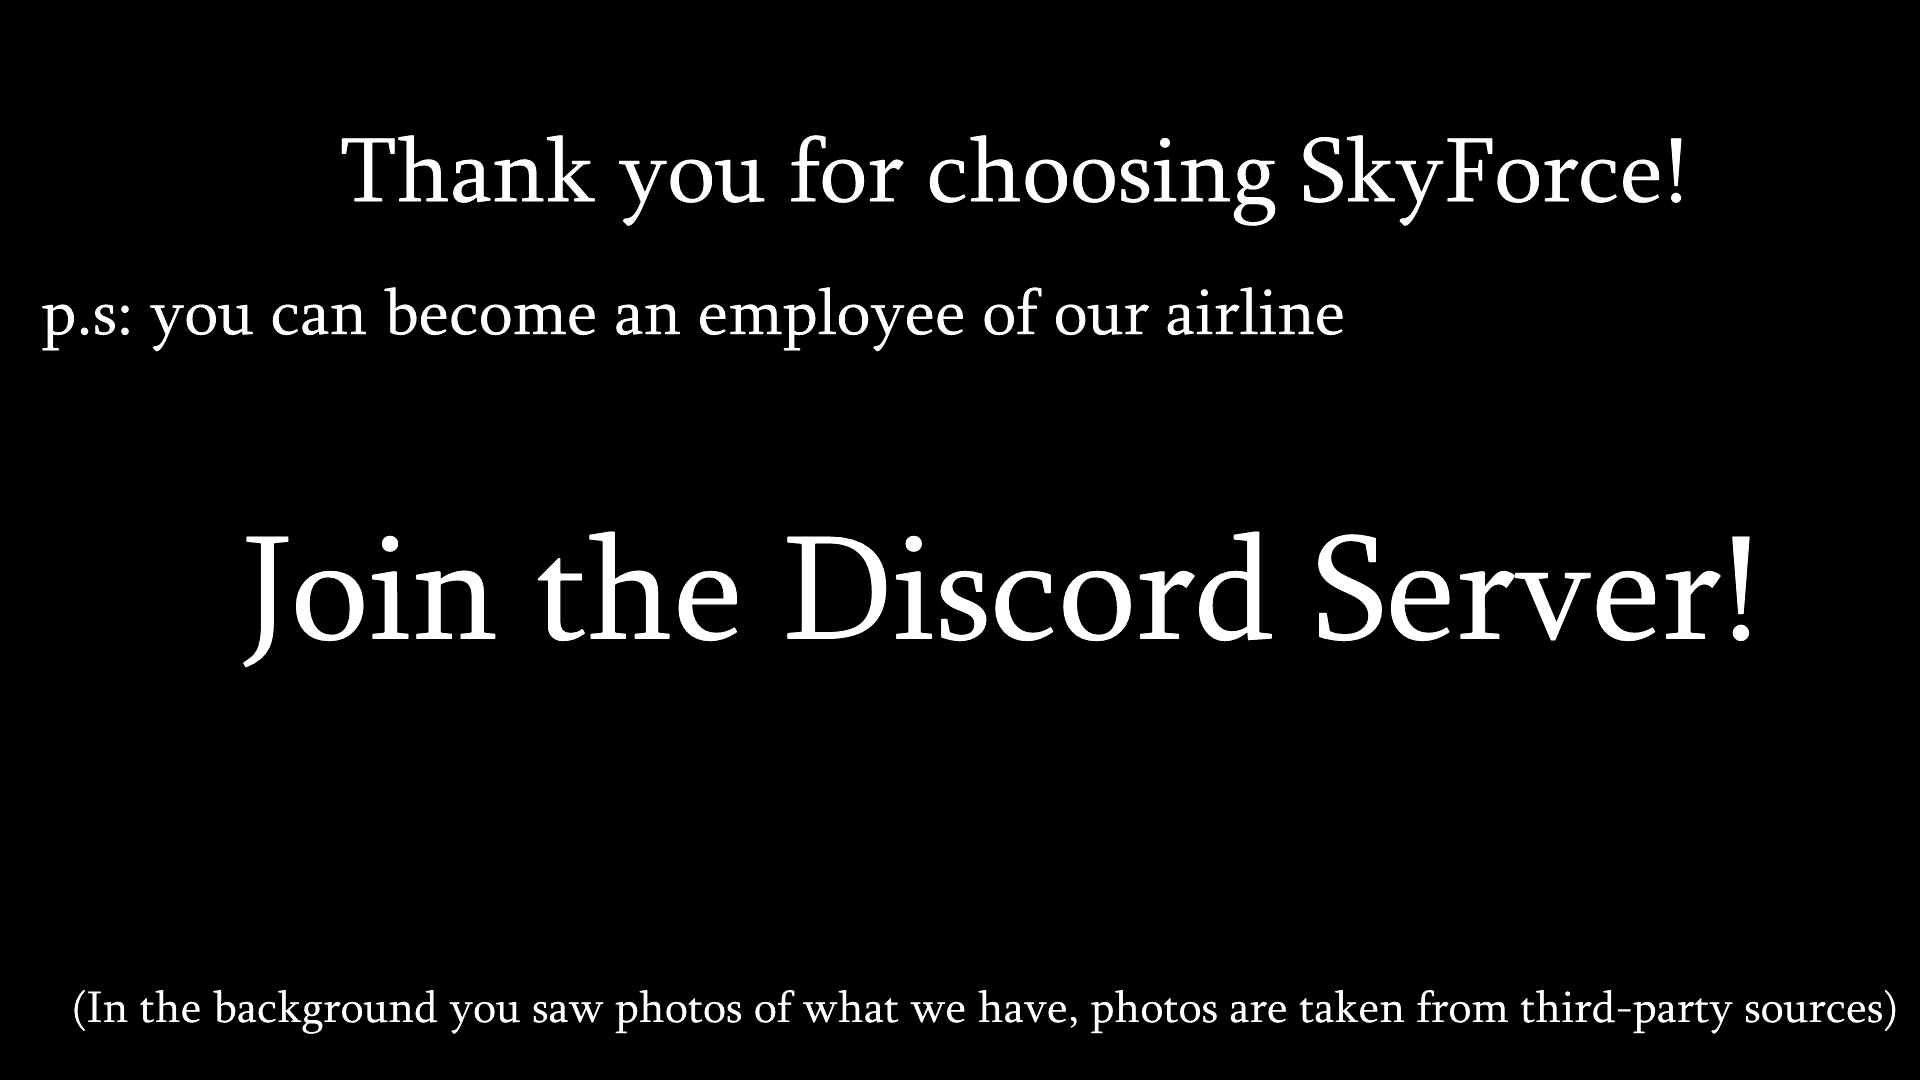 Thank you for choosing SkyForce!
p.s: you can become an employee of our airline
Join the Discord Server!
(In the background you saw photos of what we have, photos are taken from third-party sources)